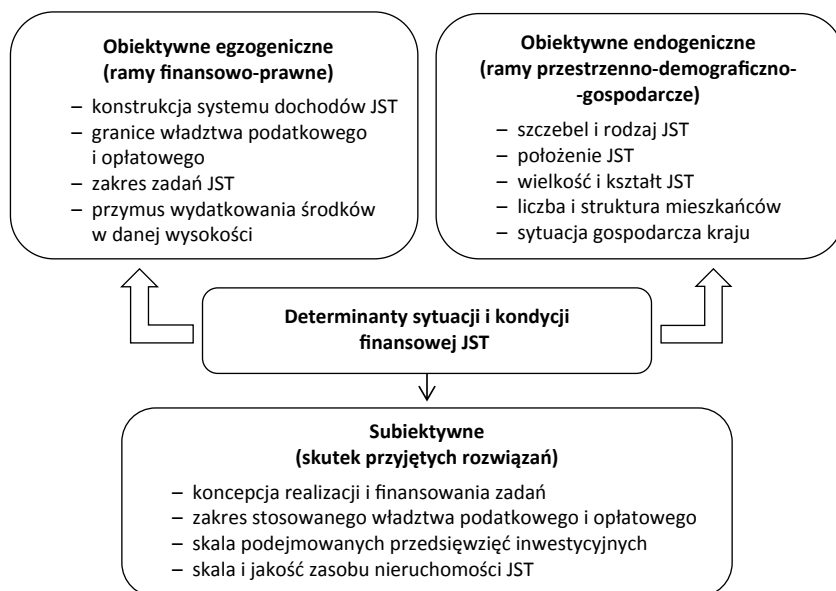 Obiektywne egzogeniczne
(ramy finansowo-prawne)
– konstrukcja systemu dochodów JST
– granice władztwa podatkowego
i opłatowego
– zakres zadań JST
– przymus wydatkowania środków
w danej wysokości
Obiektywne endogeniczne
(ramy przestrzenno-demograficzno-
-gospodarcze)
– szczebel i rodzaj JST
– położenie JST
– wielkość i kształt JST
– liczba i struktura mieszkańców
– sytuacja gospodarcza kraju
Determinanty sytuacji i kondycji
finansowej JST
Subiektywne
(skutek przyjętych rozwiązań)
– koncepcja realizacji i finansowania zadań
– zakres stosowanego władztwa podatkowego i opłatowego
– skala podejmowanych przedsięwzięć inwestycyjnych
– skala i jakość zasobu nieruchomości JST